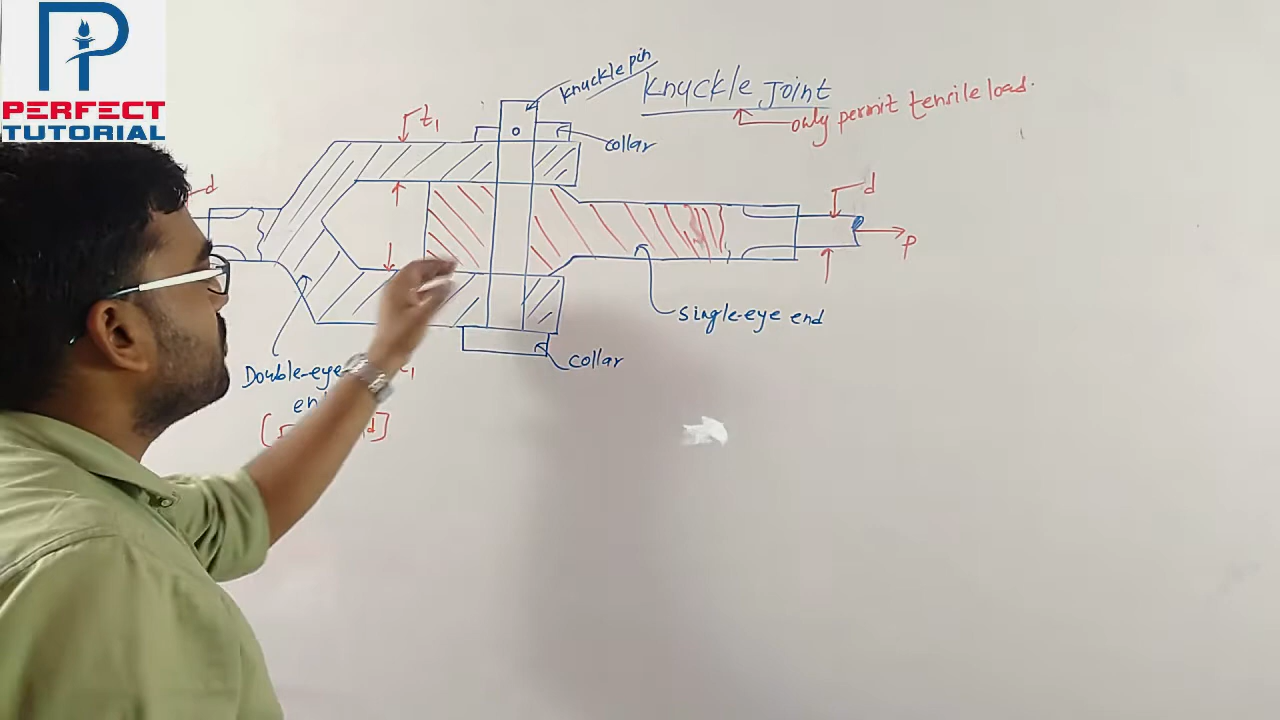 PERFECT
TUTORIAL
Knuckle pin
Knuckle Joint
only permit tensile load.
t1
collar
d
d
P
single-eye end
collar
Double-eye